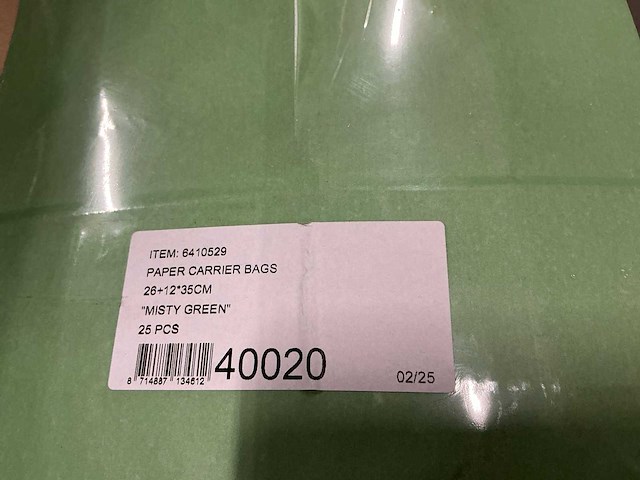 ITEM: 6410529
PAPER CARRIER BAGS
26+12*35CM
"MISTY GREEN"
25 PCS
40020
8 714887 134612
02/25